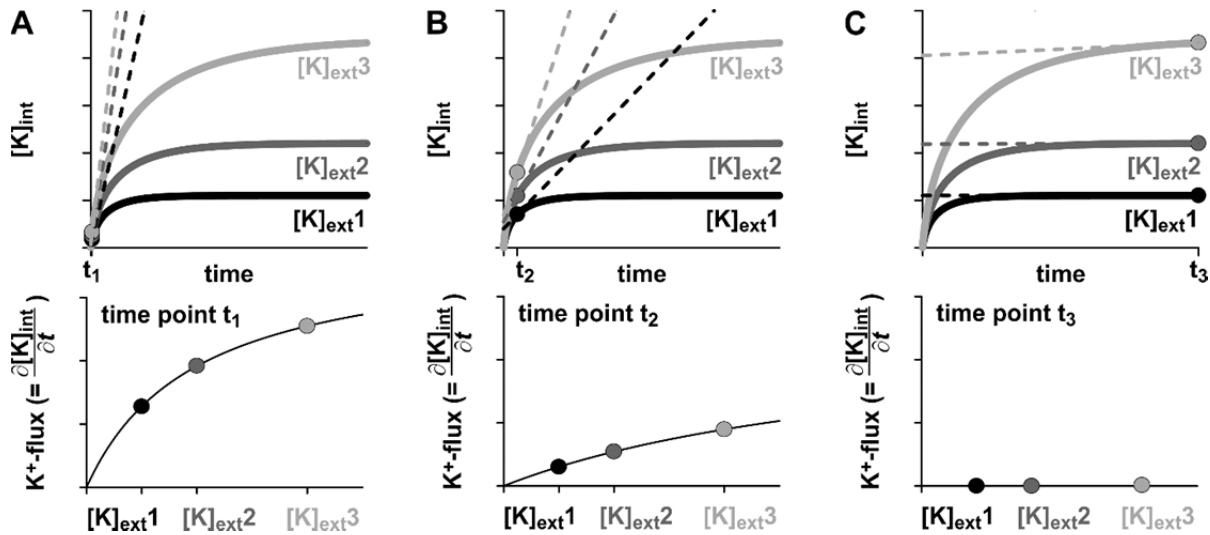 A
[K]int
[K]ext3
[K]ext2
[K]ext1
t1
time
K+-flux (= ∂[K]int/∂t)
time point t1
[K]ext1 [K]ext2 [K]ext3
B
[K]int
[K]ext3
[K]ext2
[K]ext1
t2
time
K+-flux (= ∂[K]int/∂t)
time point t2
[K]ext1 [K]ext2 [K]ext3
C
[K]int
[K]ext3
[K]ext2
[K]ext1
time
t3
K+-flux (= ∂[K]int/∂t)
time point t3
[K]ext1 [K]ext2 [K]ext3